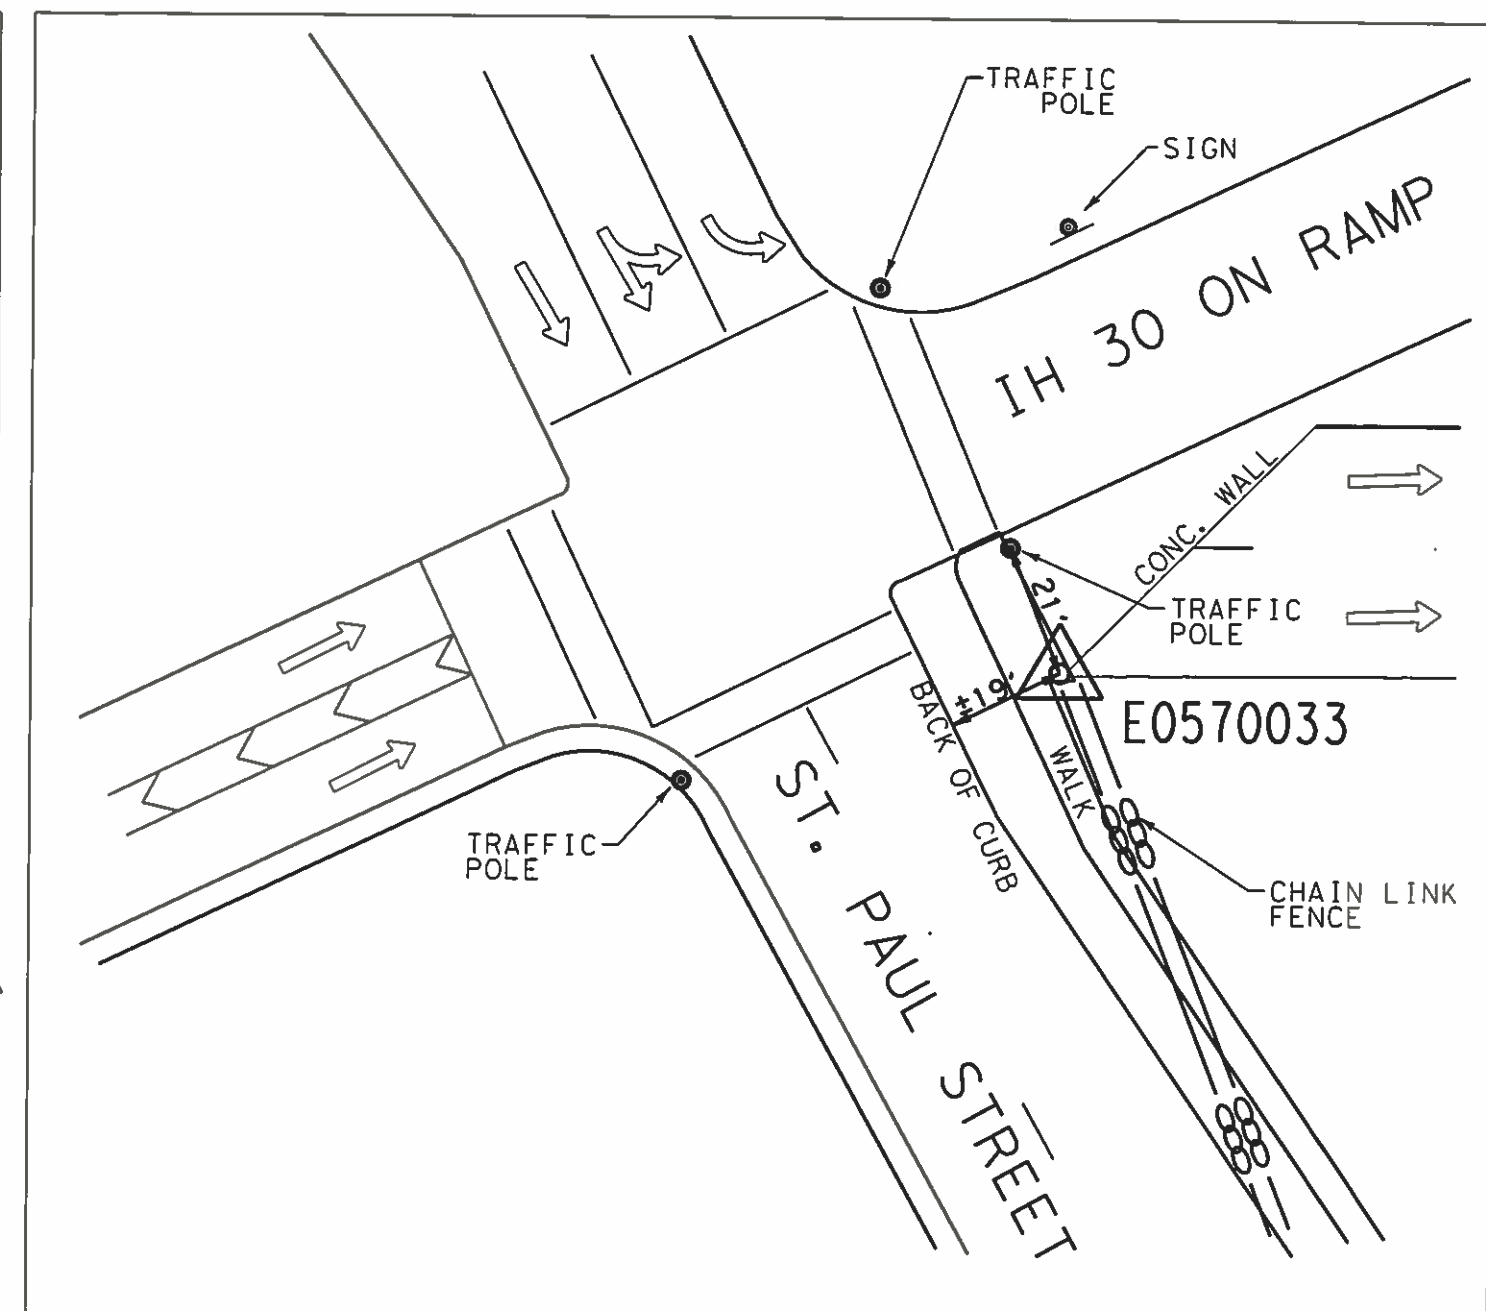 TRAFFIC
POLE
SIGN
IH 30 ON RAMP
CONC. WALL
21'
TRAFFIC
POLE
±19'
E0570033
BACK OF CURB
WALK
ST. PAUL STREET
TRAFFIC
POLE
CHAIN LINK
FENCE